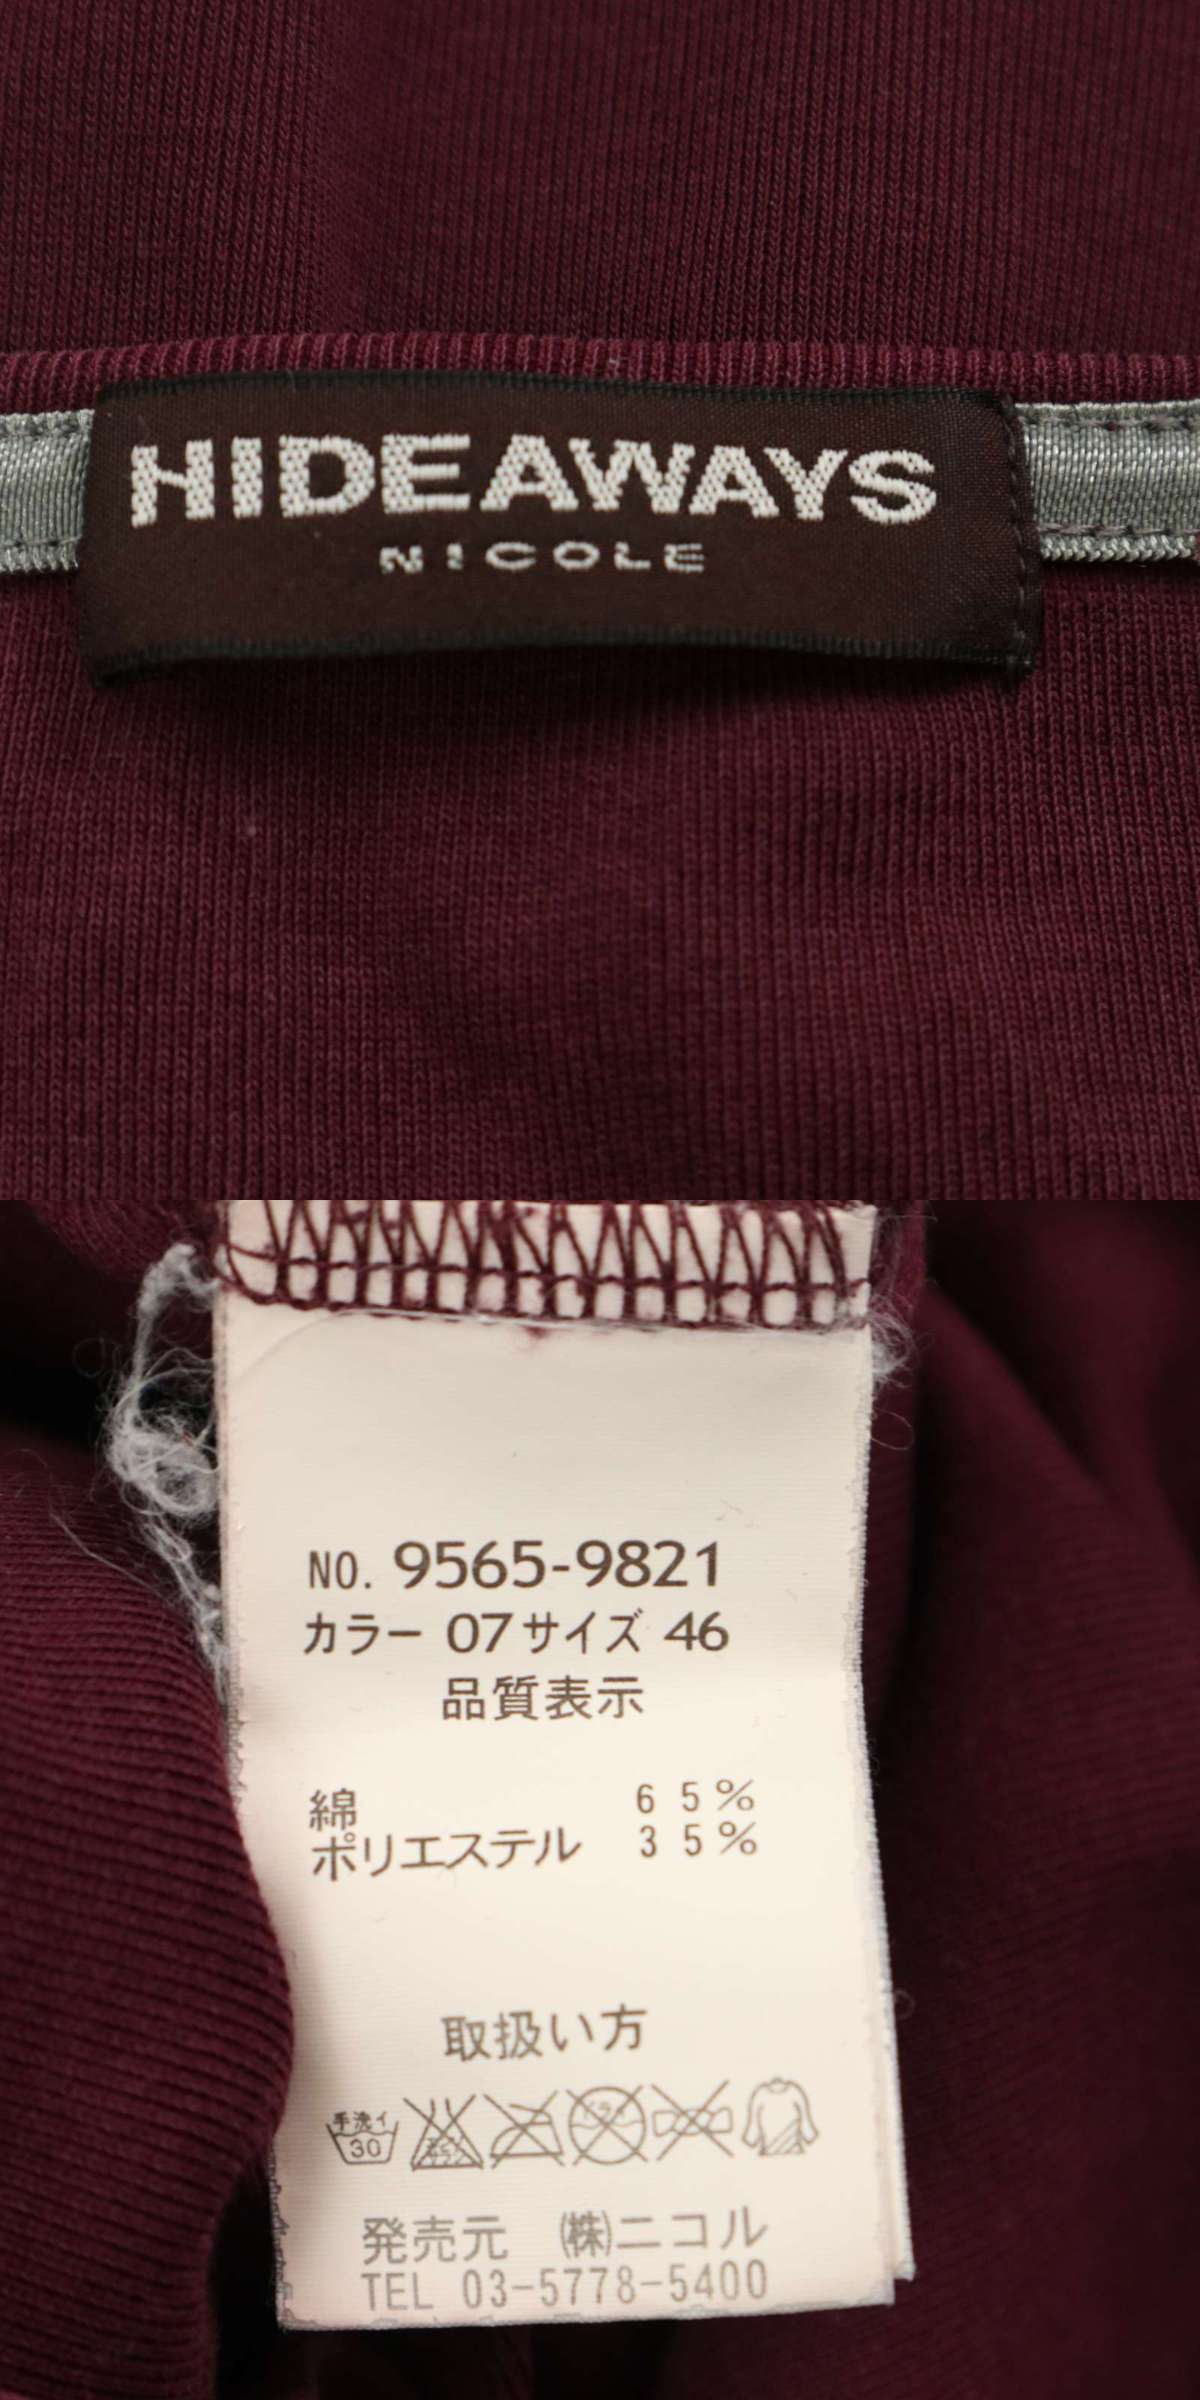 HIDEAWAYS
NICOLE
NO. 9565-9821
カラー 07 サイズ 46
品質表示
綿 65%
ポリエステル 35%
取扱い方
手洗イ
30
発売元 ㈱ニコル
TEL 03-5778-5400